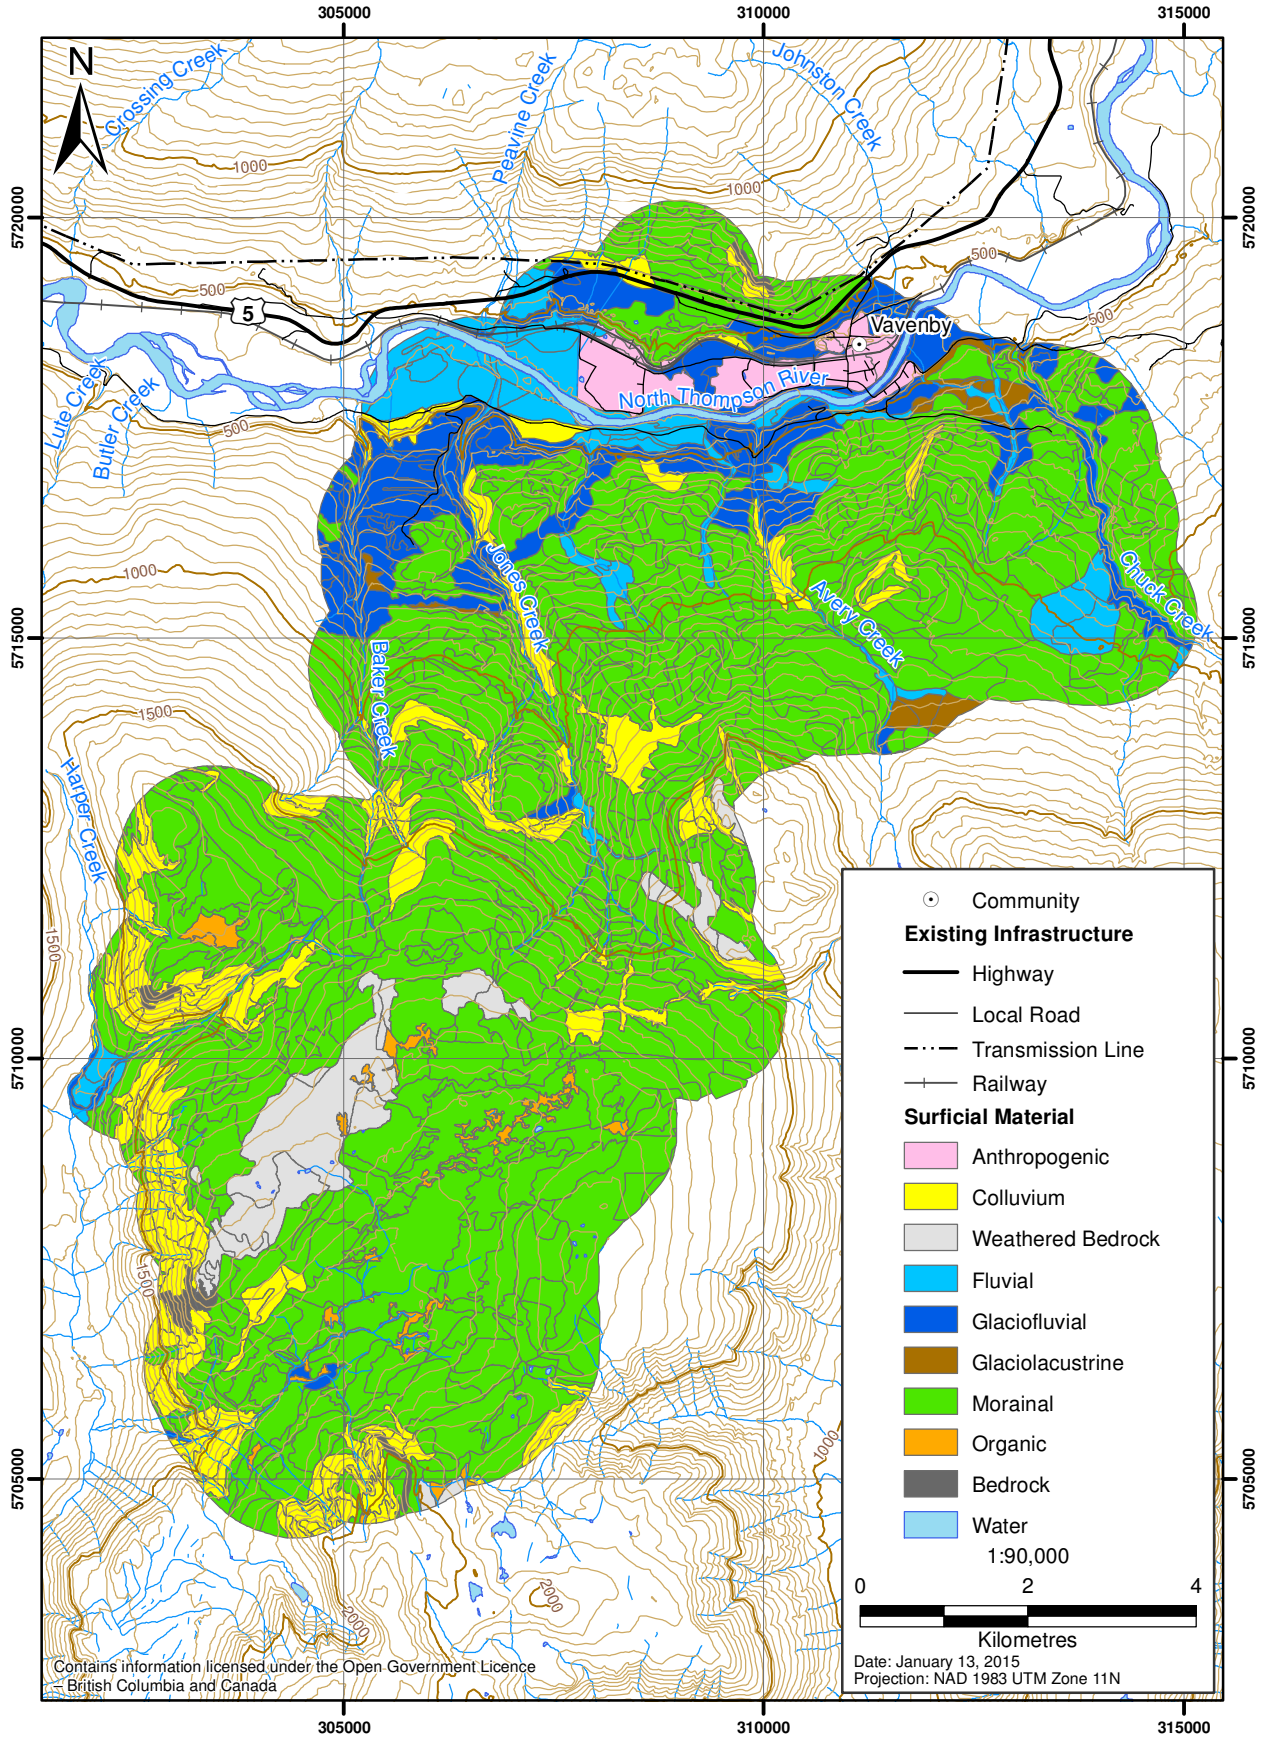 305000
310000
315000
N
Crossing Creek
Peavine Creek
Johnston Creek
1000
1000
5720000
5720000
500
500
500
5
Vavenby
North Thompson River
Lute Creek
Butler Creek
500
1000
Jones Creek
Avery Creek
Chuck Creek
5715000
5715000
Baker Creek
1500
Harper Creek
1500
5710000
5710000
1500
1000
5705000
5705000
2000
2000
Community
Existing Infrastructure
Highway
Local Road
Transmission Line
Railway
Surficial Material
Anthropogenic
Colluvium
Weathered Bedrock
Fluvial
Glaciofluvial
Glaciolacustrine
Morainal
Organic
Bedrock
Water
1:90,000
0 2 4
Kilometres
Date: January 13, 2015
Projection: NAD 1983 UTM Zone 11N
Contains information licensed under the Open Government Licence
– British Columbia and Canada
305000
310000
315000